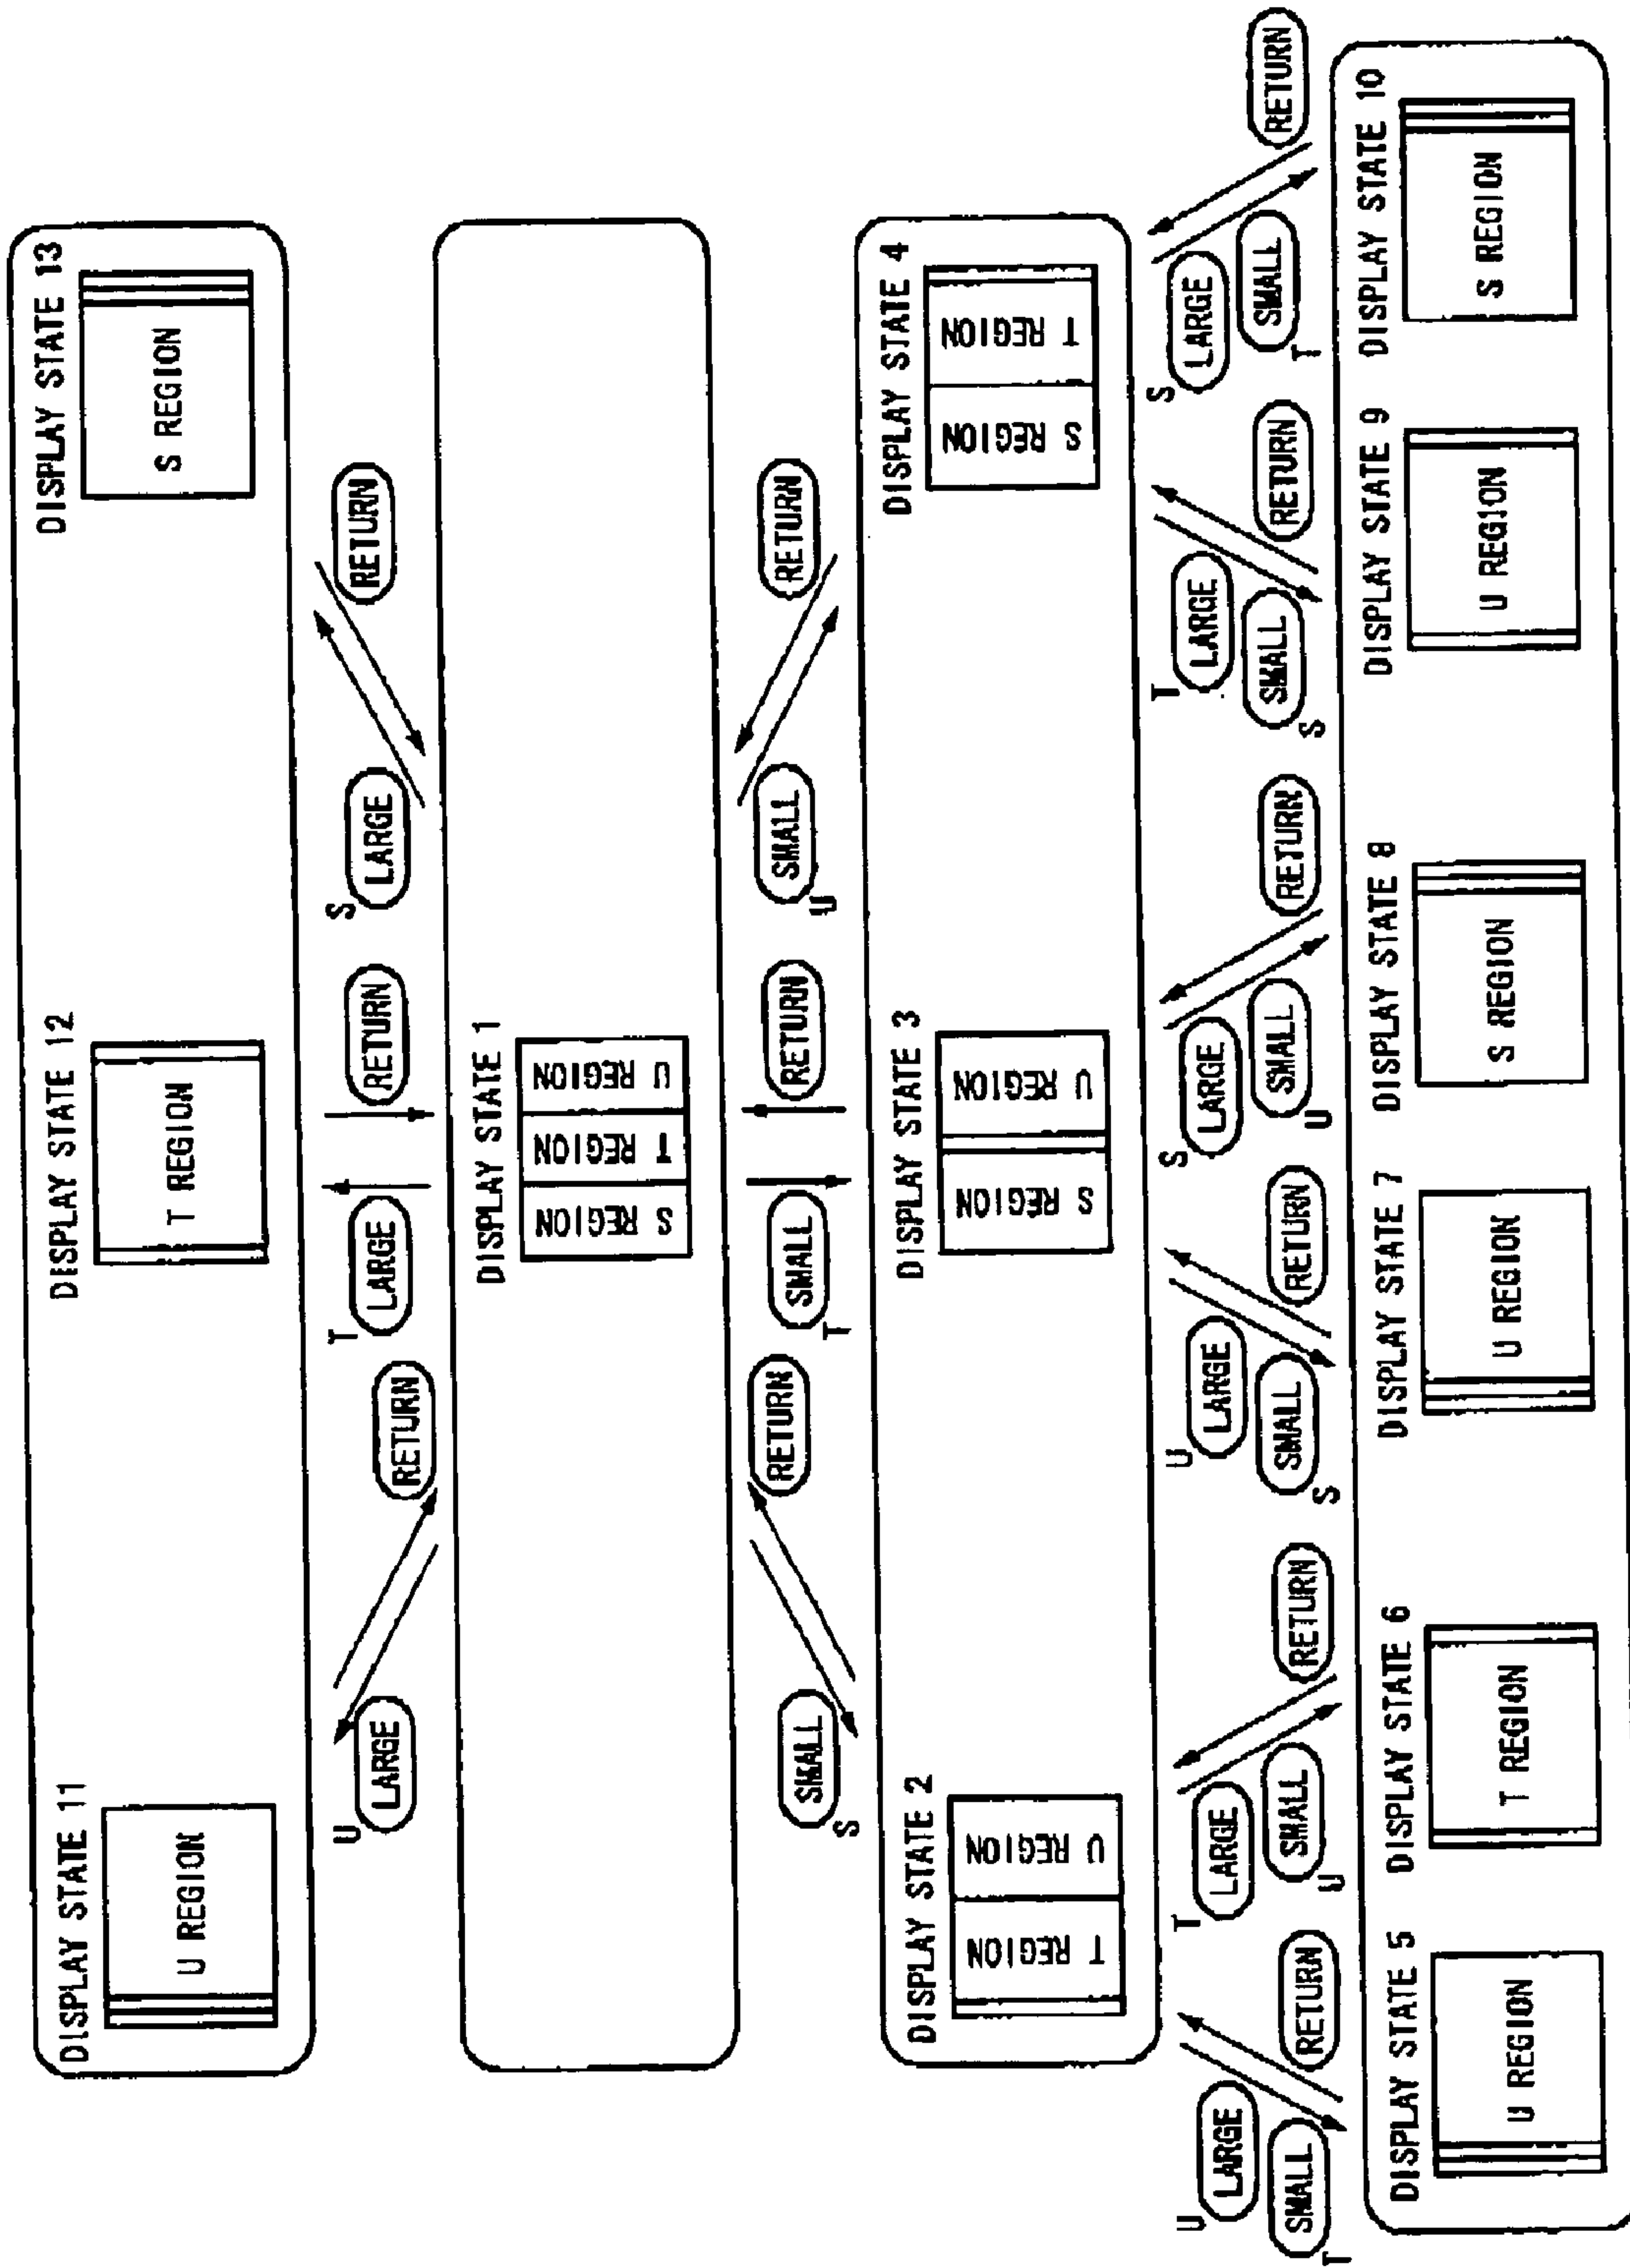 DISPLAY STATE 11
U REGION
DISPLAY STATE 12
T REGION
DISPLAY STATE 13
S REGION
U
LARGE
RETURN
T
LARGE
RETURN
S
LARGE
RETURN
DISPLAY STATE 1
S REGION
T REGION
U REGION
SMALL
S
RETURN
SMALL
T
RETURN
SMALL
U
RETURN
DISPLAY STATE 2
T REGION
U REGION
DISPLAY STATE 3
S REGION
U REGION
DISPLAY STATE 4
S REGION
T REGION
U
LARGE
SMALL
T
RETURN
T
LARGE
SMALL
U
RETURN
U
LARGE
SMALL
S
RETURN
S
LARGE
SMALL
U
RETURN
T
LARGE
SMALL
S
RETURN
S
LARGE
SMALL
T
RETURN
DISPLAY STATE 5
U REGION
DISPLAY STATE 6
T REGION
DISPLAY STATE 7
U REGION
DISPLAY STATE 8
S REGION
DISPLAY STATE 9
U REGION
DISPLAY STATE 10
S REGION